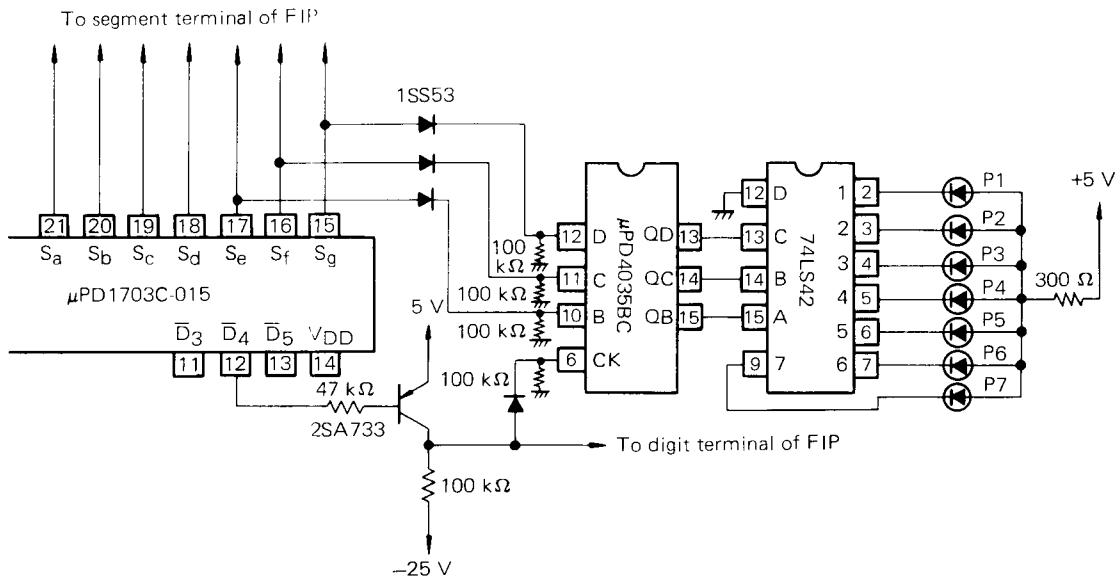 To segment terminal of FIP
1SS53
21 20 19 18 17 16 15
Sa Sb Sc Sd Se Sf Sg
μPD1703C-015
D̅3 D̅4 D̅5 VDD
11 12 13 14
47 kΩ
2SA733
5 V
100 kΩ
−25 V
To digit terminal of FIP
100 kΩ
100 kΩ
100 kΩ
100 kΩ
12 D
11 C
10 B
6 CK
μPD4035BC
QD 13
QC 14
QB 15
12 D
13 C
14 B
15 A
9 7
74LS42
1 2
2 3
3 4
4 5
5 6
6 7
P1
P2
P3
P4
P5
P6
P7
+5 V
300 Ω